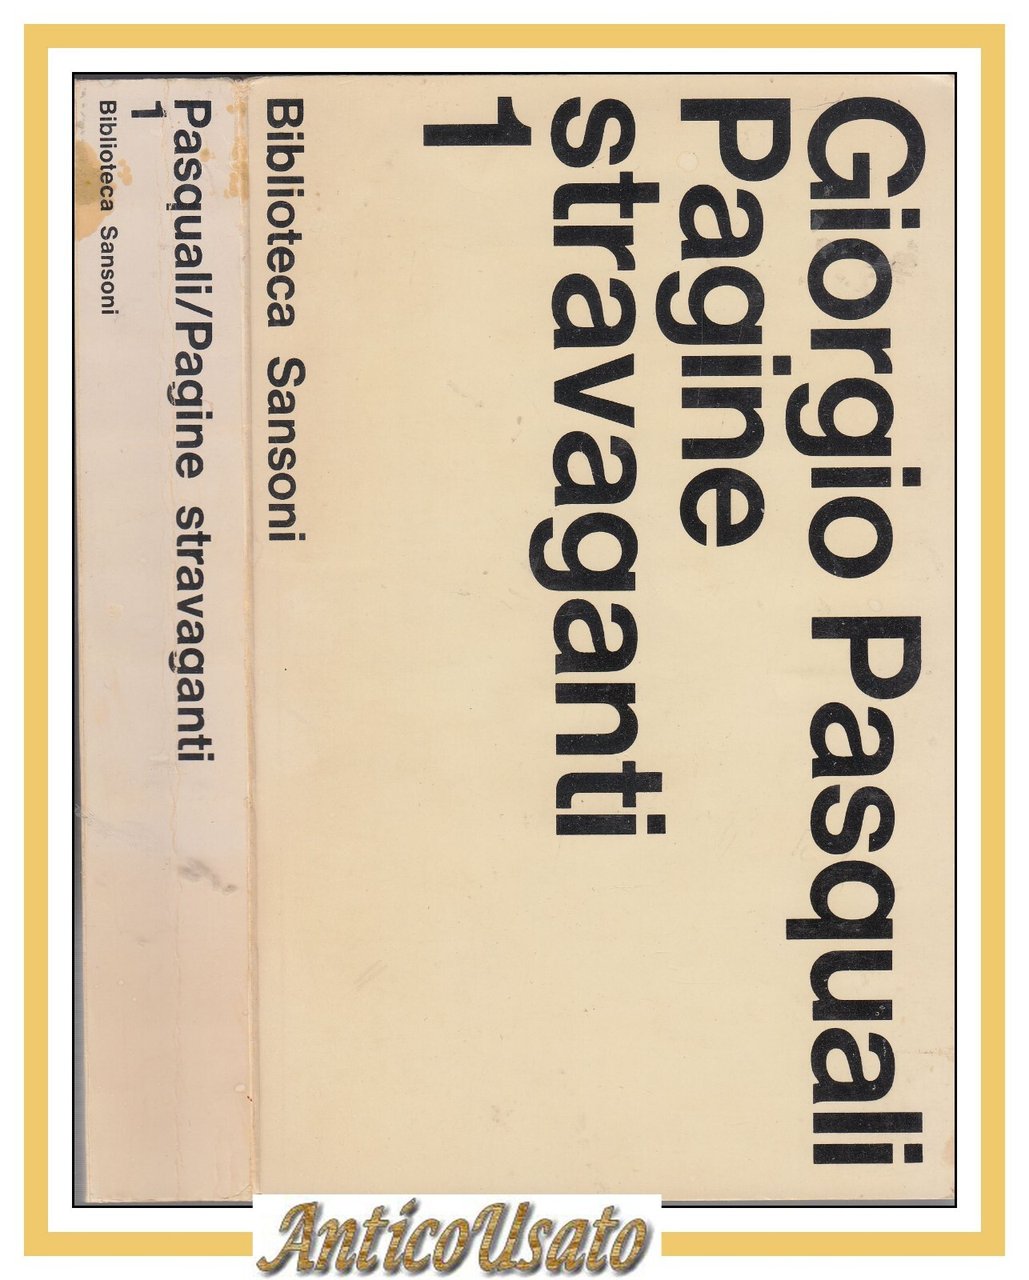 Giorgio Pasquali
Pagine
stravaganti
1
Biblioteca Sansoni
Pasquali/Pagine stravaganti
1
Biblioteca Sansoni
AnticoUsato